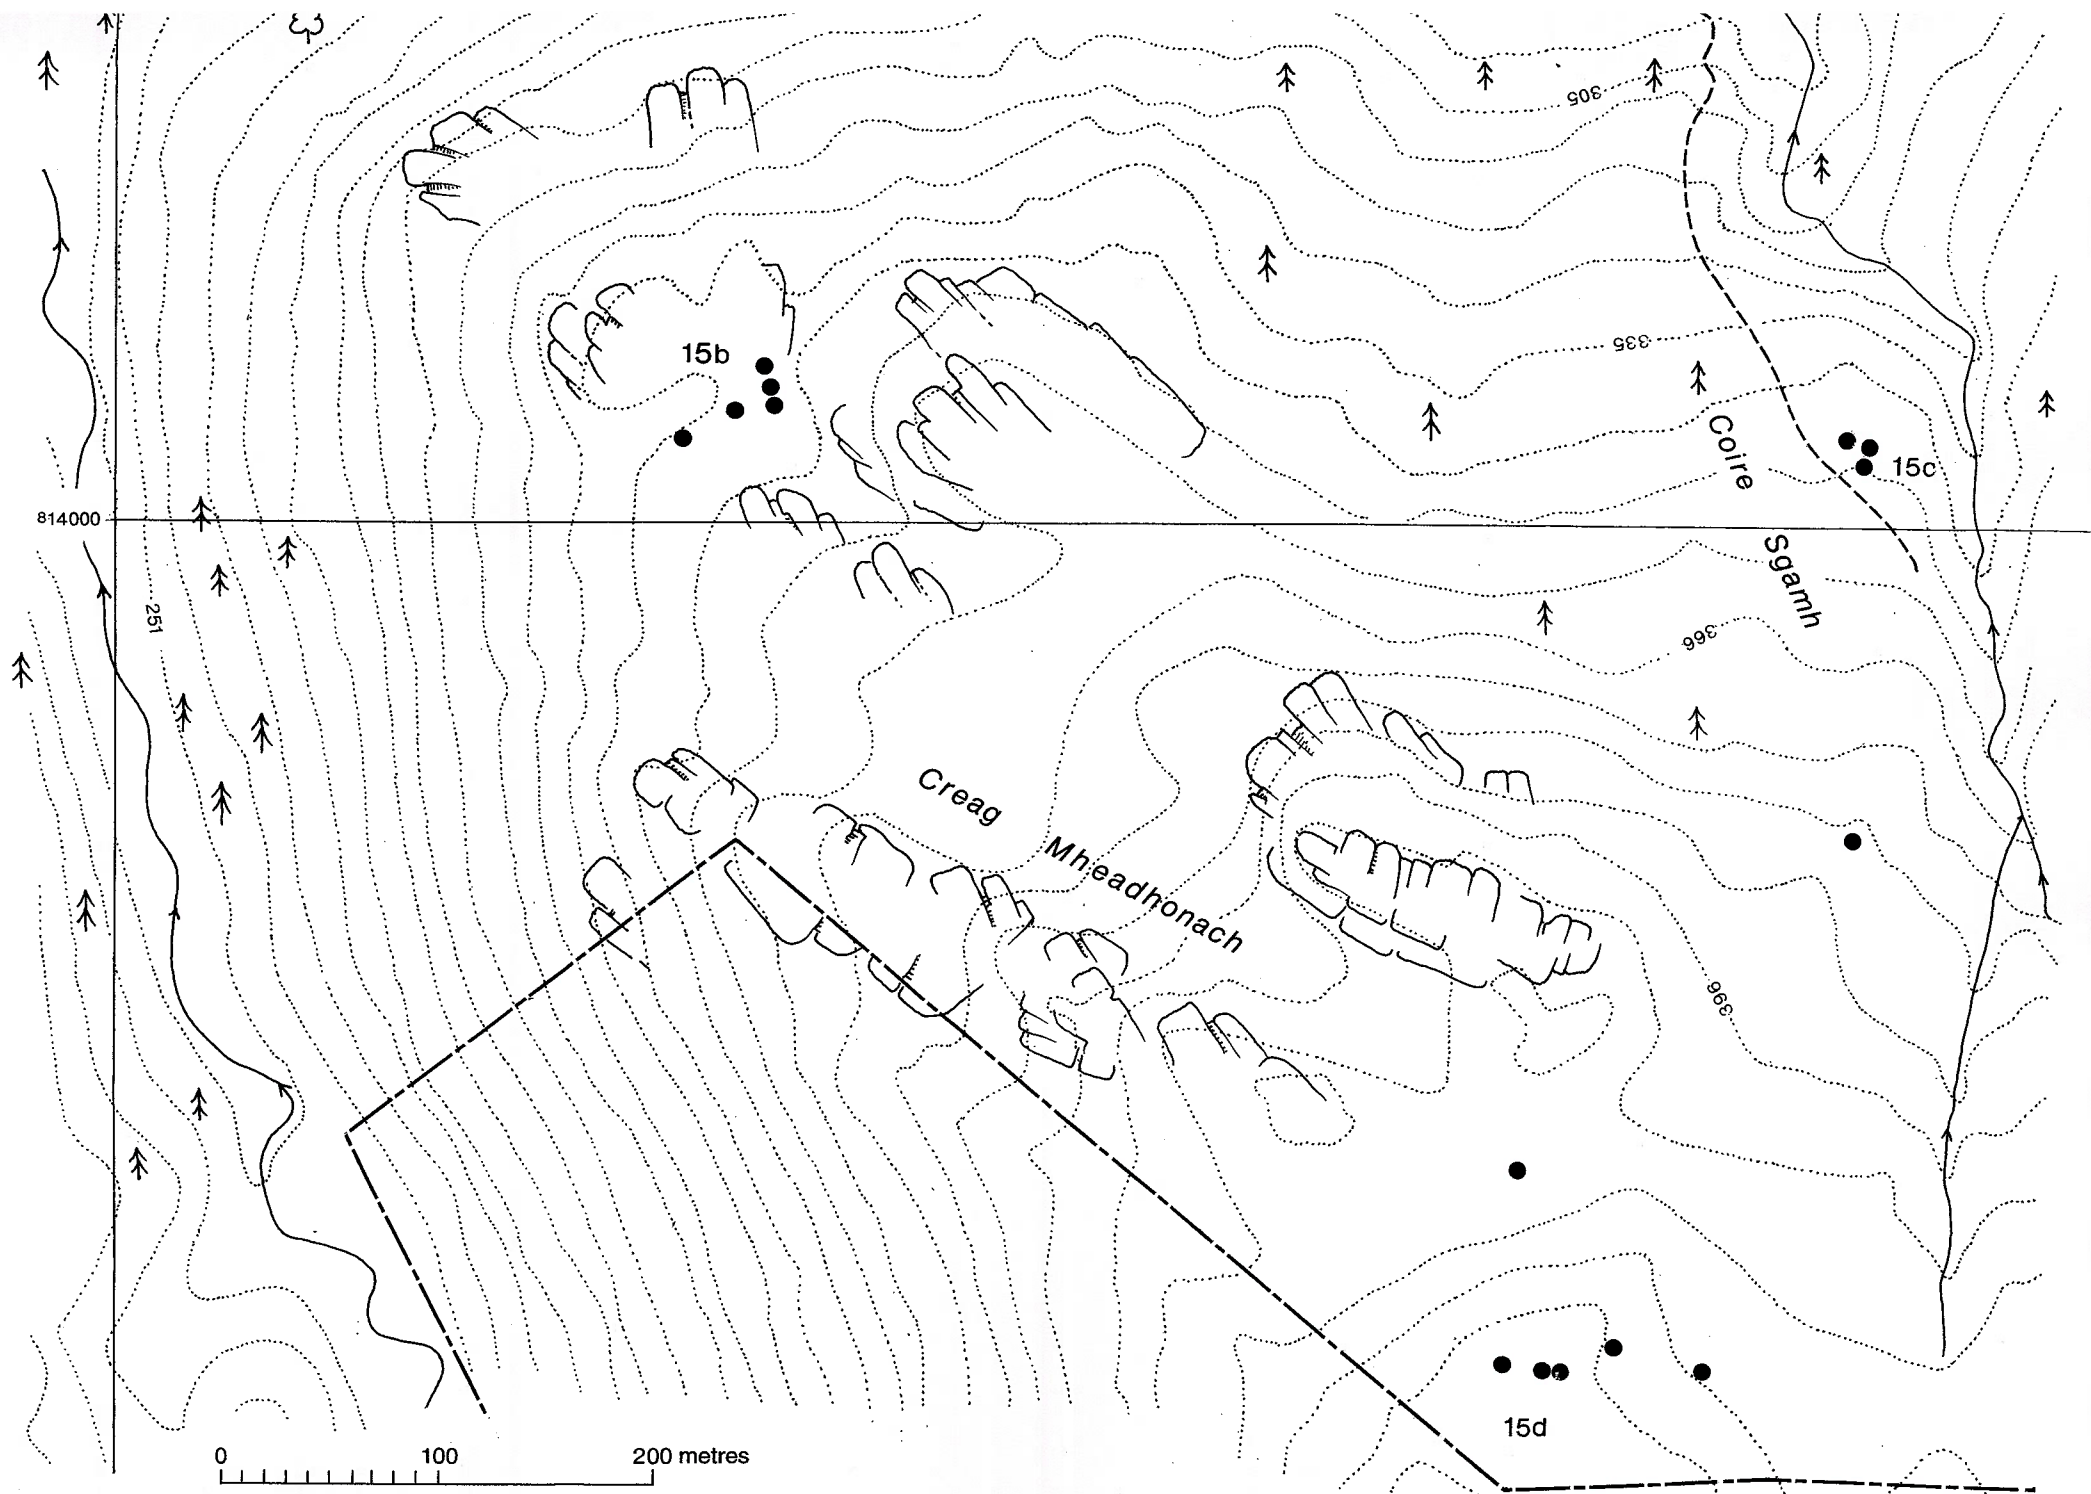 305
335
15b
Coire
15c
814000
Sgamh
251
366
Creag
Mheadhonach
396
15d
0 100 200 metres